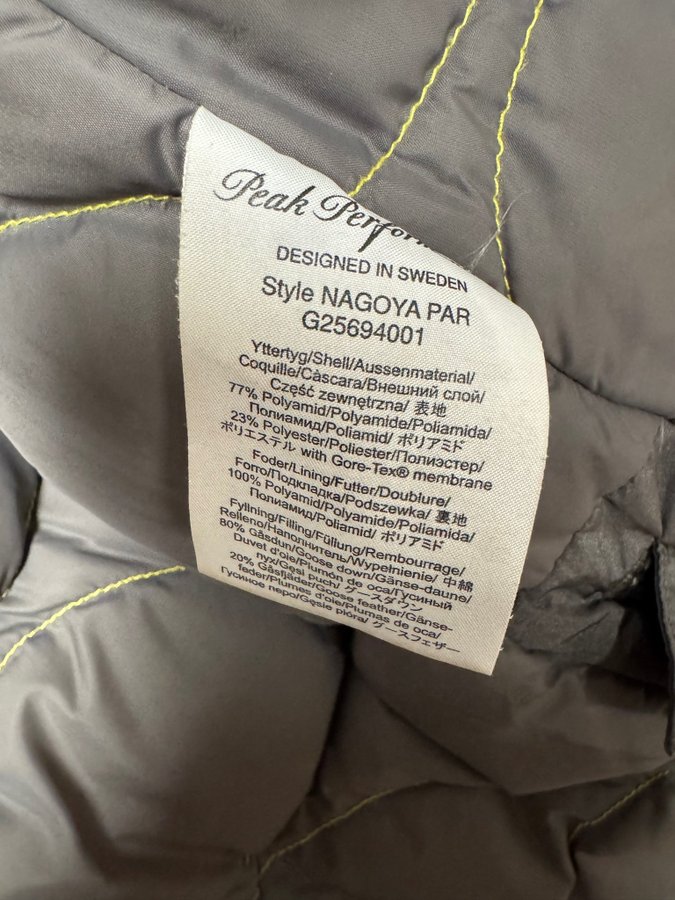 Peak Perform
DESIGNED IN SWEDEN
Style NAGOYA PAR
G25694001
Yttertyg/Shell/Aussenmaterial/
Coquille/Càscara/Внешний слой/
Część zewnętrzna/ 表地
77% Polyamid/Polyamide/Poliamida/
Полиамид/Poliamid/ ポリアミド
23% Polyester/Poliester/Полиэстер/
ポリエステル with Gore-Tex® membrane
Foder/Lining/Futter/Doublure/
Forro/Подкладка/Podszewka/ 裏地
100% Polyamid/Polyamide/Poliamida/
Полиамид/Poliamid/ ポリアミド
Fyllning/Filling/Füllung/Rembourrage/
Relleno/Наполнитель/Wypełnienie/ 中綿
80% Gåsdun/Goose down/Gänse-daune/
Duvet d'oie/Plumón de oca/Гусиный
пух/Gęsi puch/ グースダウン
20% Gåsfjäder/Goose feather/Gänse-
feder/Plumes d'oie/Plumas de oca/
Гусиное перо/Gęsie pióra/ グースフェザー